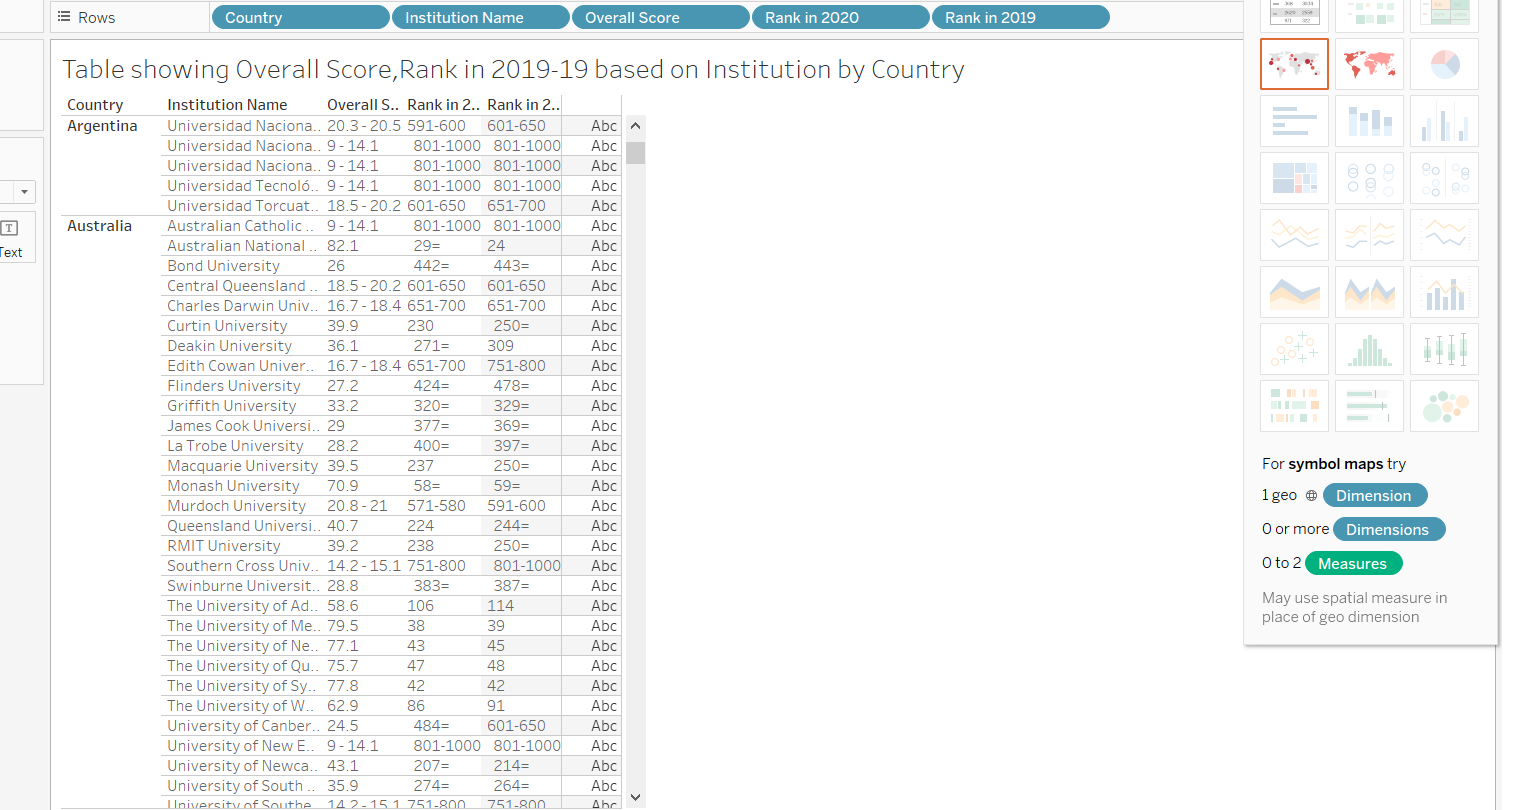 Rows Country Institution Name Overall Score Rank in 2020 Rank in 2019
Table showing Overall Score,Rank in 2019-19 based on Institution by Country
Country Institution Name Overall S.. Rank in 2.. Rank in 2..
Argentina Universidad Naciona.. 20.3 - 20.5 591-600 601-650 Abc
Universidad Naciona.. 9 - 14.1 801-1000 801-1000 Abc
Universidad Naciona.. 9 - 14.1 801-1000 801-1000 Abc
Universidad Tecnoló.. 9 - 14.1 801-1000 801-1000 Abc
Universidad Torcuat.. 18.5 - 20.2 601-650 651-700 Abc
Australia Australian Catholic .. 9 - 14.1 801-1000 801-1000 Abc
Australian National .. 82.1 29= 24 Abc
Bond University 26 442= 443= Abc
Central Queensland .. 18.5 - 20.2 601-650 601-650 Abc
Charles Darwin Univ.. 16.7 - 18.4 651-700 651-700 Abc
Curtin University 39.9 230 250= Abc
Deakin University 36.1 271= 309 Abc
Edith Cowan Univer.. 16.7 - 18.4 651-700 751-800 Abc
Flinders University 27.2 424= 478= Abc
Griffith University 33.2 320= 329= Abc
James Cook Universi.. 29 377= 369= Abc
La Trobe University 28.2 400= 397= Abc
Macquarie University 39.5 237 250= Abc
Monash University 70.9 58= 59= Abc
Murdoch University 20.8 - 21 571-580 591-600 Abc
Queensland Universi.. 40.7 224 244= Abc
RMIT University 39.2 238 250= Abc
Southern Cross Univ.. 14.2 - 15.1 751-800 801-1000 Abc
Swinburne Universit.. 28.8 383= 387= Abc
The University of Ad.. 58.6 106 114 Abc
The University of Me.. 79.5 38 39 Abc
The University of Ne.. 77.1 43 45 Abc
The University of Qu.. 75.7 47 48 Abc
The University of Sy.. 77.8 42 42 Abc
The University of W.. 62.9 86 91 Abc
University of Canber.. 24.5 484= 601-650 Abc
University of New E.. 9 - 14.1 801-1000 801-1000 Abc
University of Newca.. 43.1 207= 214= Abc
University of South .. 35.9 274= 264= Abc
University of Southe.. 14.2 - 15.1 751-800 751-800 Abc
T
Text
For symbol maps try
1 geo Dimension
0 or more Dimensions
0 to 2 Measures
May use spatial measure in
place of geo dimension